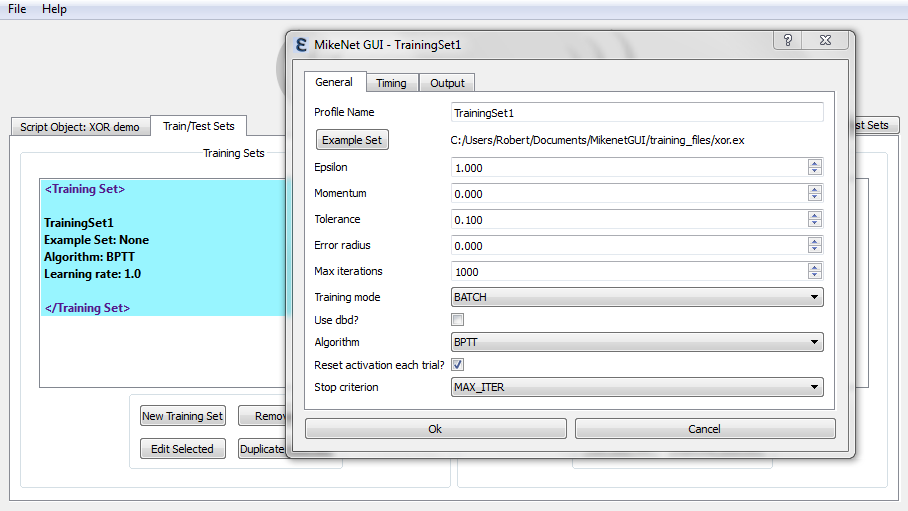 File Help
MikeNet GUI - TrainingSet1
General Timing Output
Profile Name TrainingSet1
Example Set C:/Users/Robert/Documents/MikenetGUI/training_files/xor.ex
Epsilon 1.000
Momentum 0.000
Tolerance 0.100
Error radius 0.000
Max iterations 1000
Training mode BATCH
Use dbd?
Algorithm BPTT
Reset activation each trial?
Stop criterion MAX_ITER
Ok Cancel
Script Object: XOR demo Train/Test Sets
st Sets
Training Sets
<Training Set>
TrainingSet1
Example Set: None
Algorithm: BPTT
Learning rate: 1.0
</Training Set>
New Training Set Remov
Edit Selected Duplicate